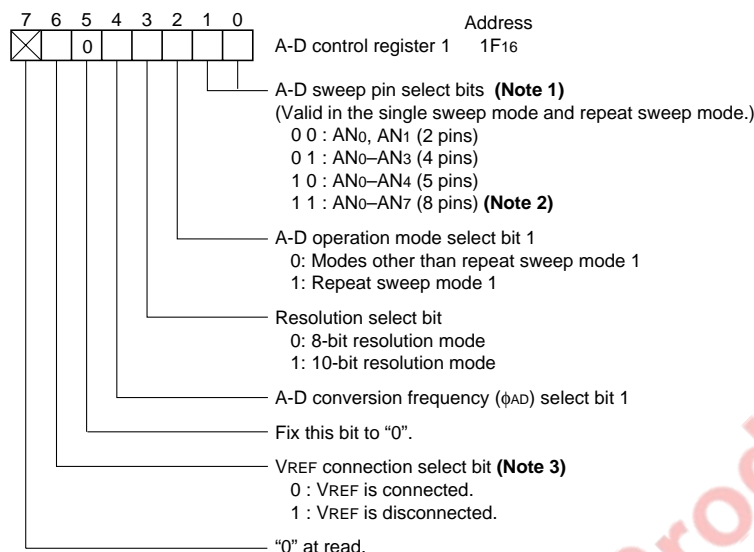 7 6 5 4 3 2 1 0 Address
0 A-D control register 1 1F16
A-D sweep pin select bits (Note 1)
(Valid in the single sweep mode and repeat sweep mode.)
0 0 : AN0, AN1 (2 pins)
0 1 : AN0–AN3 (4 pins)
1 0 : AN0–AN4 (5 pins)
1 1 : AN0–AN7 (8 pins) (Note 2)
A-D operation mode select bit 1
0: Modes other than repeat sweep mode 1
1: Repeat sweep mode 1
Resolution select bit
0: 8-bit resolution mode
1: 10-bit resolution mode
A-D conversion frequency (ϕAD) select bit 1
Fix this bit to “0”.
VREF connection select bit (Note 3)
0 : VREF is connected.
1 : VREF is disconnected.
“0” at read.